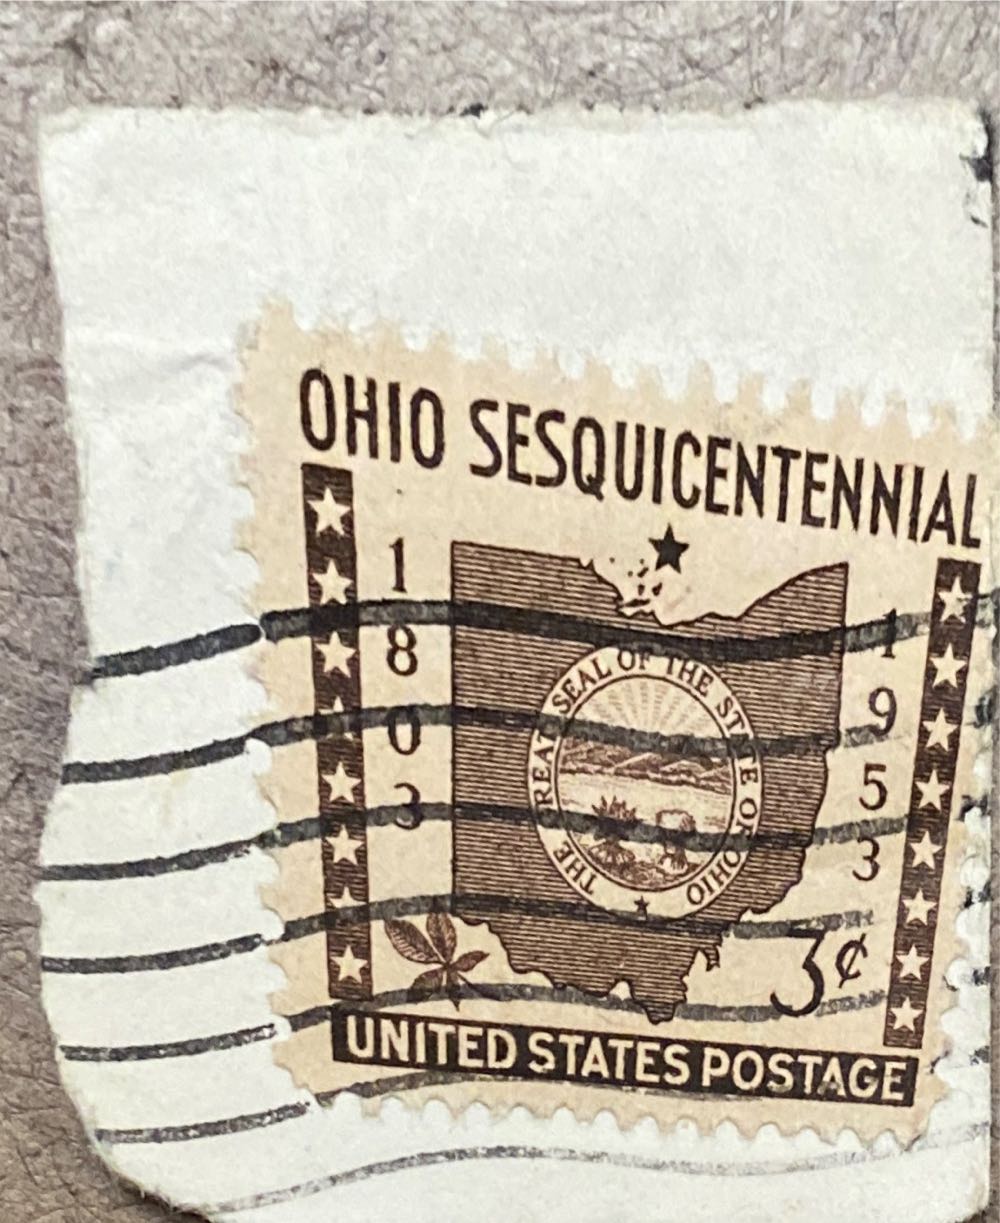 OHIO SESQUICENTENNIAL
1803
1953
THE GREAT SEAL OF THE STATE OF OHIO
3¢
UNITED STATES POSTAGE